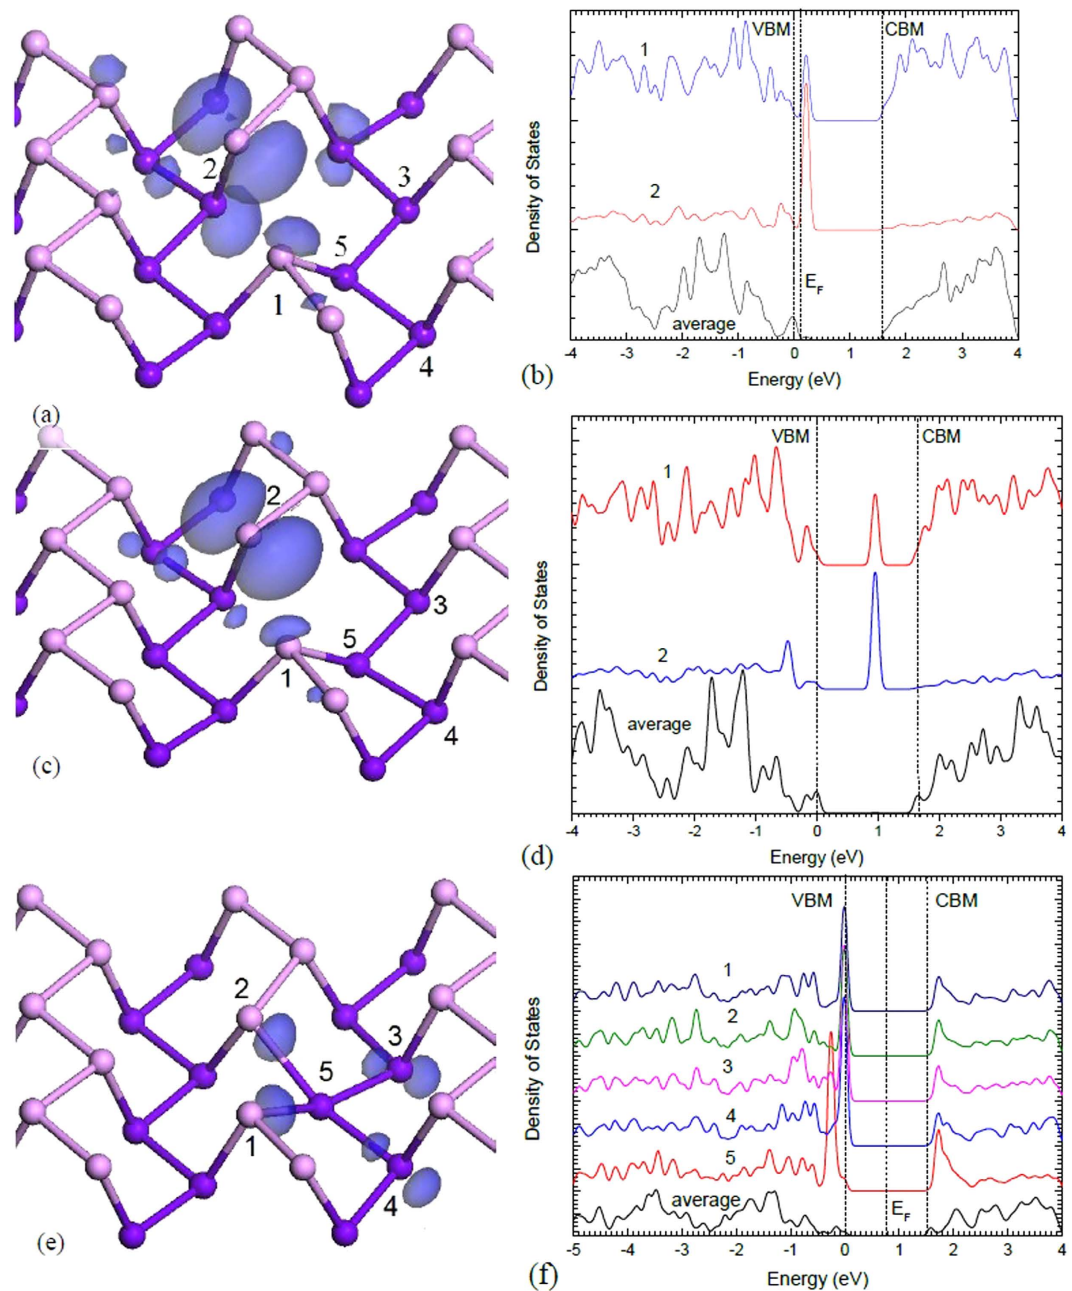 2
3
5
1
4
(a)
VBM
CBM
1
2
average
E_F
Density of States
-4
-3
-2
-1
0
1
2
3
4
Energy (eV)
(b)
2
3
5
1
4
(c)
VBM
CBM
1
2
average
Density of States
-4
-3
-2
-1
0
1
2
3
4
Energy (eV)
(d)
2
3
5
1
4
(e)
VBM
CBM
1
2
3
4
5
average
E_F
Density of States
-5
-4
-3
-2
-1
0
1
2
3
4
Energy (eV)
(f)